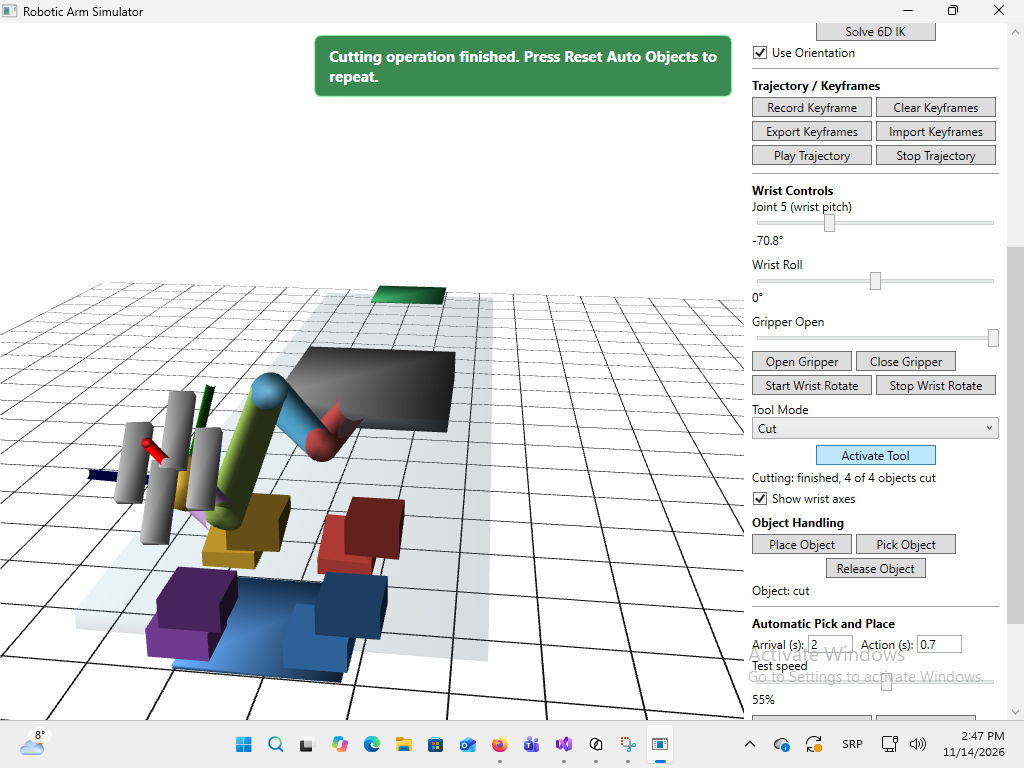 Robotic Arm Simulator
Cutting operation finished. Press Reset Auto Objects to
repeat.
Solve 6D IK
Use Orientation
Trajectory / Keyframes
Record Keyframe
Clear Keyframes
Export Keyframes
Import Keyframes
Play Trajectory
Stop Trajectory
Wrist Controls
Joint 5 (wrist pitch)
-70.8°
Wrist Roll
0°
Gripper Open
Open Gripper
Close Gripper
Start Wrist Rotate
Stop Wrist Rotate
Tool Mode
Cut
Activate Tool
Cutting: finished, 4 of 4 objects cut
Show wrist axes
Object Handling
Place Object
Pick Object
Release Object
Object: cut
Automatic Pick and Place
Arrival (s): 2 Action (s): 0.7
Activate Windows
Test speed
Go to Settings to activate Windows.
55%
8°
SRP
2:47 PM
11/14/2026